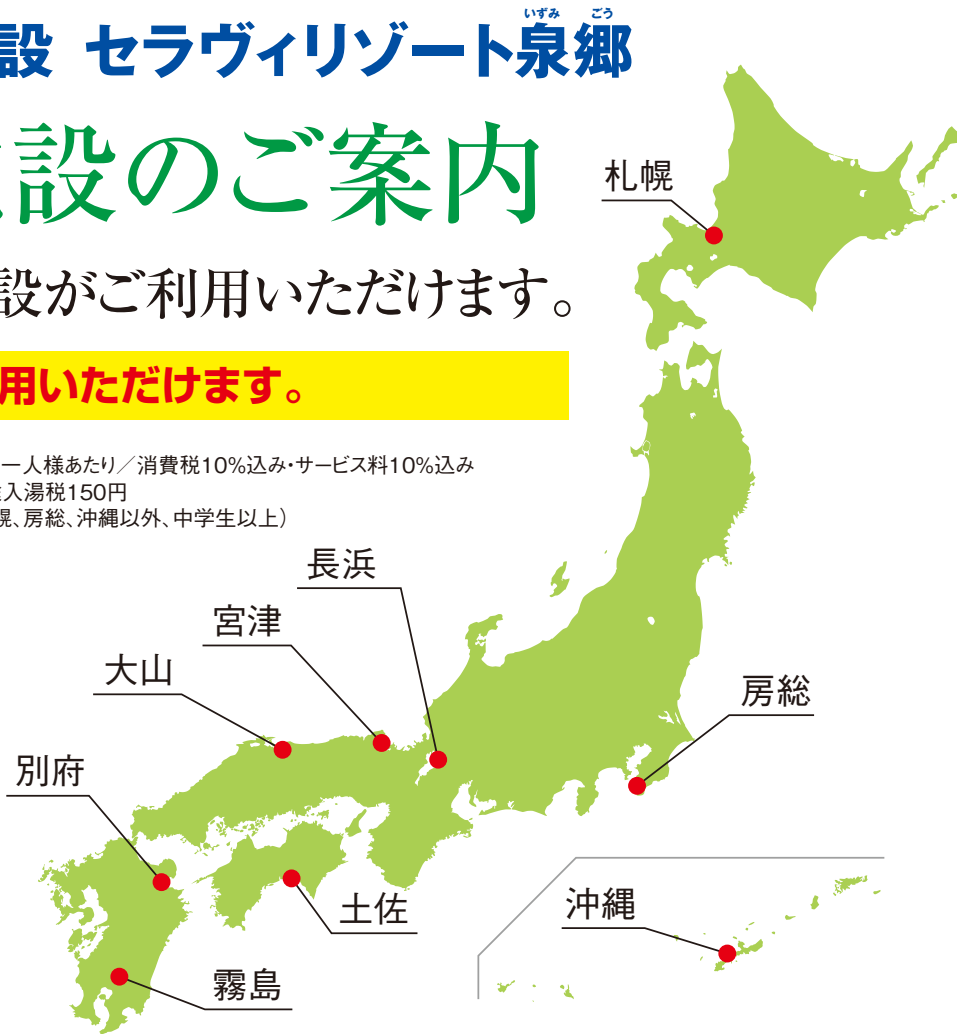 いずみ ごう
設 セラヴィリゾート泉郷
設のご案内
設がご利用いただけます。
用いただけます。
一人様あたり／消費税10%込み・サービス料10%込み
入湯税150円
幌、房総、沖縄以外、中学生以上）
札幌
長浜
宮津
大山
房総
別府
土佐
沖縄
霧島